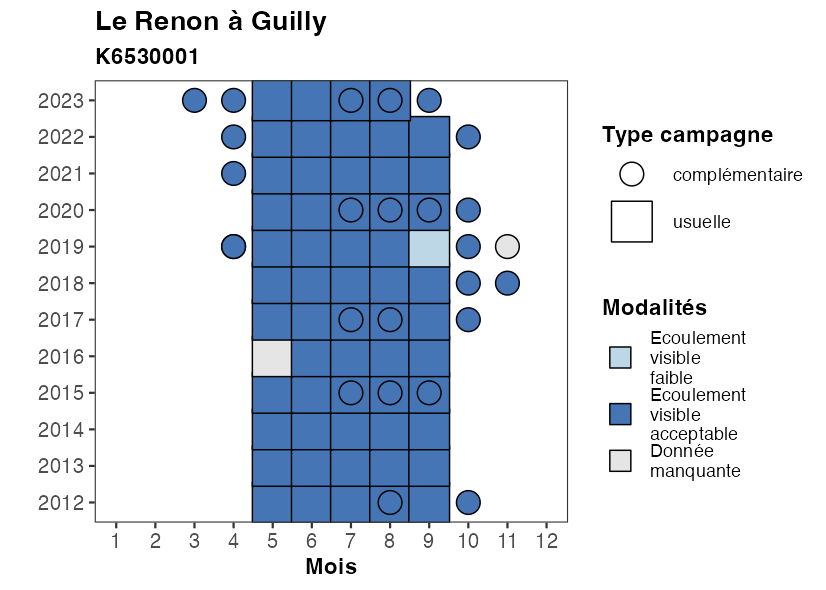 Le Renon à Guilly
K6530001
2023
2022
2021
2020
2019
2018
2017
2016
2015
2014
2013
2012
1 2 3 4 5 6 7 8 9 10 11 12
Mois
Type campagne
complémentaire
usuelle
Modalités
Ecoulement
visible
faible
Ecoulement
visible
acceptable
Donnée
manquante